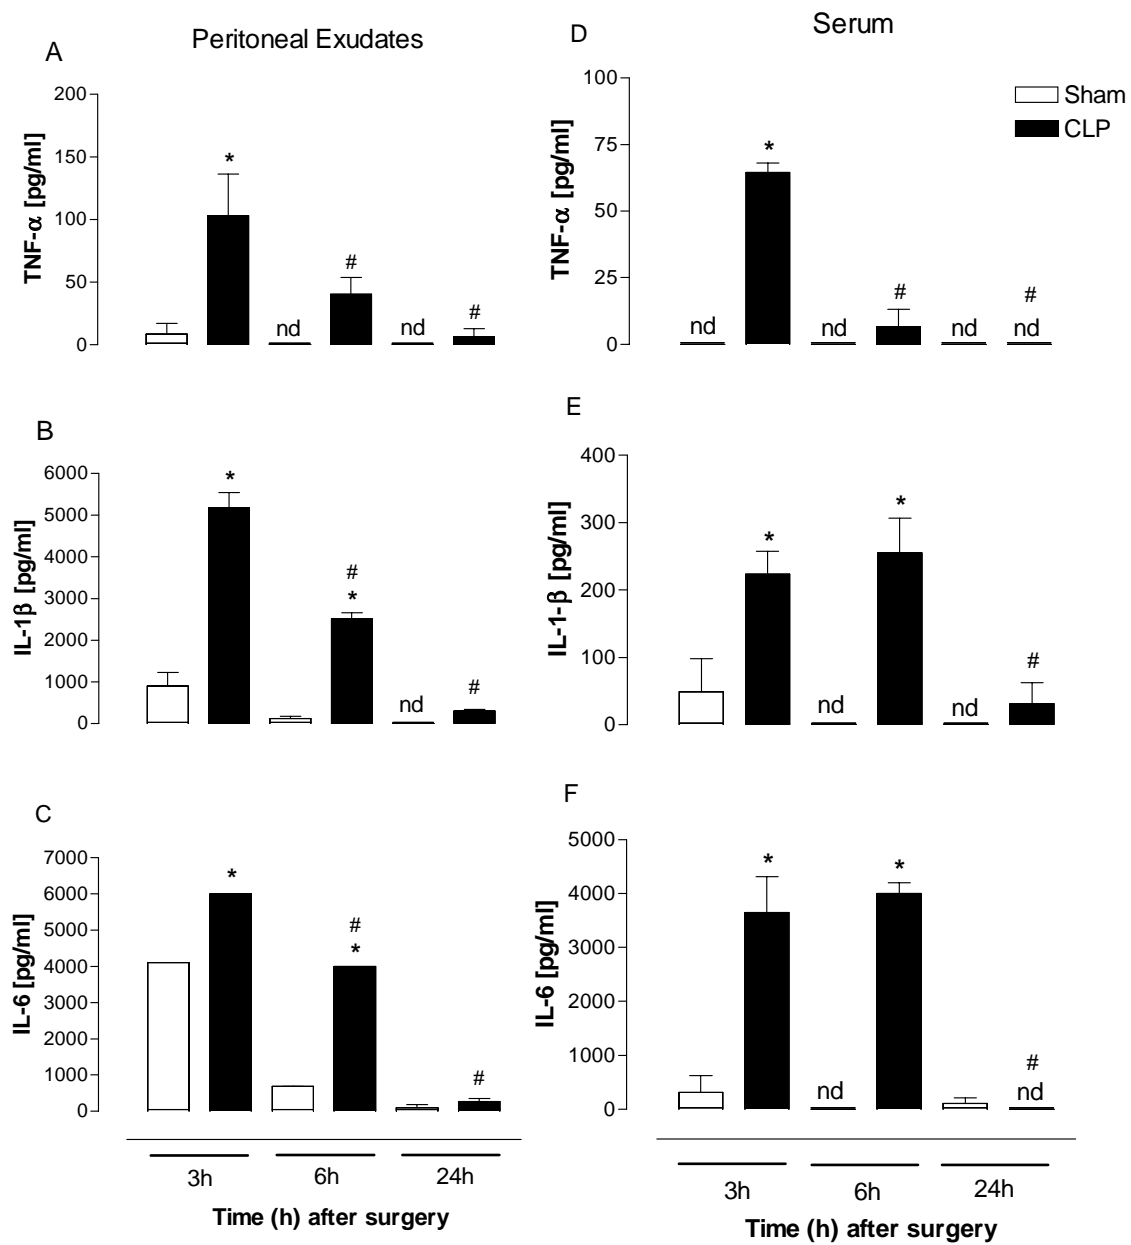 Peritoneal Exudates
Serum
Sham
CLP
A
TNF-α [pg/ml]
200
150
100
50
0
*
nd
#
nd
#
D
TNF-α [pg/ml]
100
75
50
25
0
nd
*
nd
#
nd
#
nd
B
IL-1β [pg/ml]
6000
5000
4000
3000
2000
1000
0
*
#
*
nd
#
E
IL-1-β [pg/ml]
400
300
200
100
0
*
nd
*
nd
#
C
IL-6 [pg/ml]
7000
6000
5000
4000
3000
2000
1000
0
*
#
*
#
3h
6h
24h
Time (h) after surgery
F
IL-6 [pg/ml]
5000
4000
3000
2000
1000
0
*
nd
*
#
nd
3h
6h
24h
Time (h) after surgery